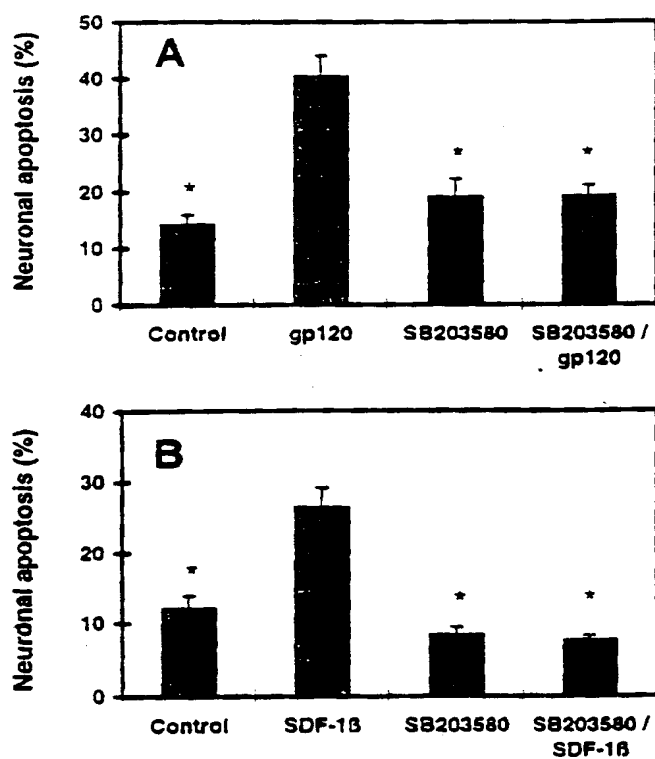 50
A
40
30
20
10
0
Neuronal apoptosis (%)
*
*
*
Control gp120 SB203580 SB203580 /
gp120
40
B
30
20
10
0
Neuronal apoptosis (%)
*
*
*
Control SDF-1ß SB203580 SB203580 /
SDF-1ß